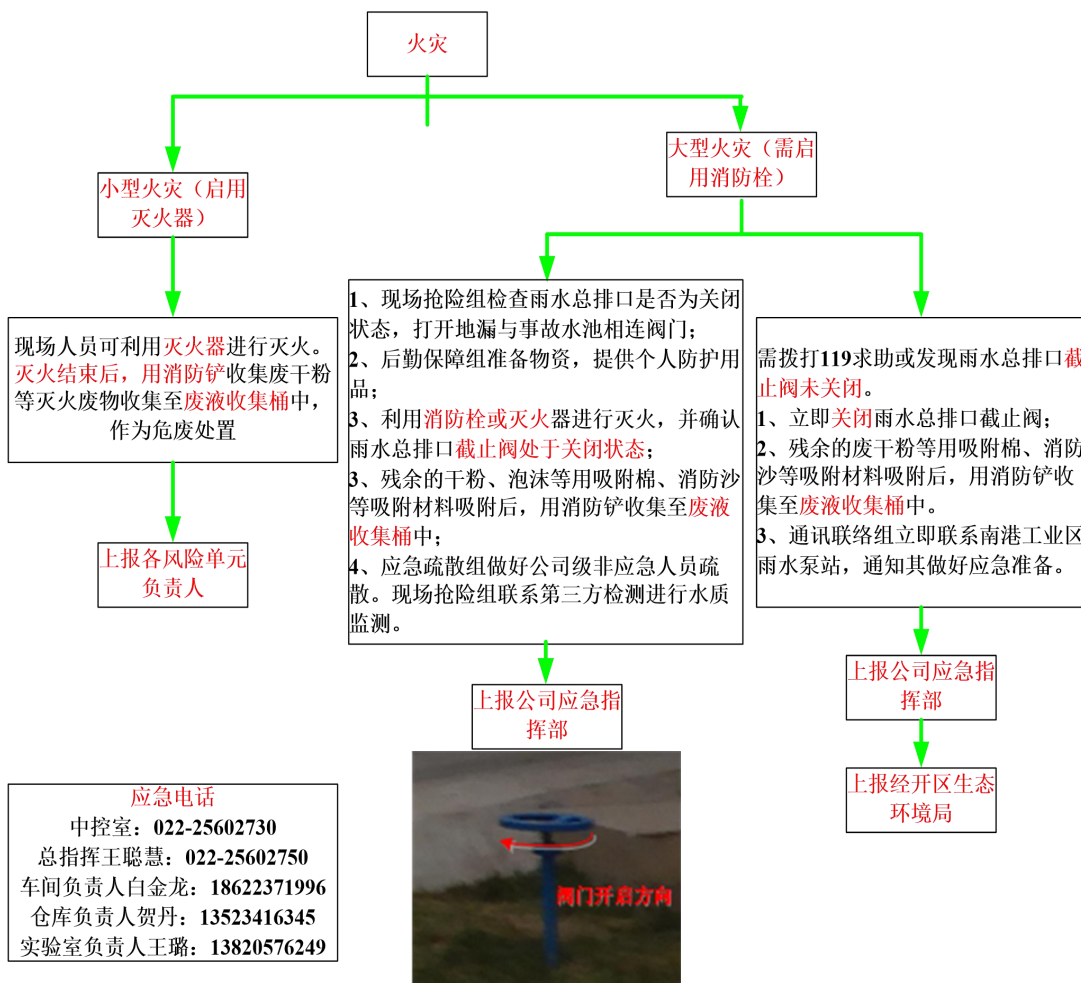 火灾
大型火灾（需启
用消防栓）
小型火灾（启用
灭火器）
现场人员可利用灭火器进行灭火。
灭火结束后，用消防铲收集废干粉
等灭火废物收集至废液收集桶中，
作为危废处置
上报各风险单元
负责人
1、现场抢险组检查雨水总排口是否为关闭
状态，打开地漏与事故水池相连阀门；
2、后勤保障组准备物资，提供个人防护用
品；
3、利用消防栓或灭火器进行灭火，并确认
雨水总排口截止阀处于关闭状态；
3、残余的干粉、泡沫等用吸附棉、消防沙
等吸附材料吸附后，用消防铲收集至废液
收集桶中；
4、应急疏散组做好公司级非应急人员疏
散。现场抢险组联系第三方检测进行水质
监测。
上报公司应急指
挥部
阀门开启方向
需拨打119求助或发现雨水总排口截
止阀未关闭。
1、立即关闭雨水总排口截止阀；
2、残余的废干粉等用吸附棉、消防
沙等吸附材料吸附后，用消防铲收
集至废液收集桶中。
3、通讯联络组立即联系南港工业区
雨水泵站，通知其做好应急准备。
上报公司应急指
挥部
上报经开区生态
环境局
应急电话
中控室：022-25602730
总指挥王聪慧：022-25602750
车间负责人白金龙：18622371996
仓库负责人贺丹：13523416345
实验室负责人王璐：13820576249